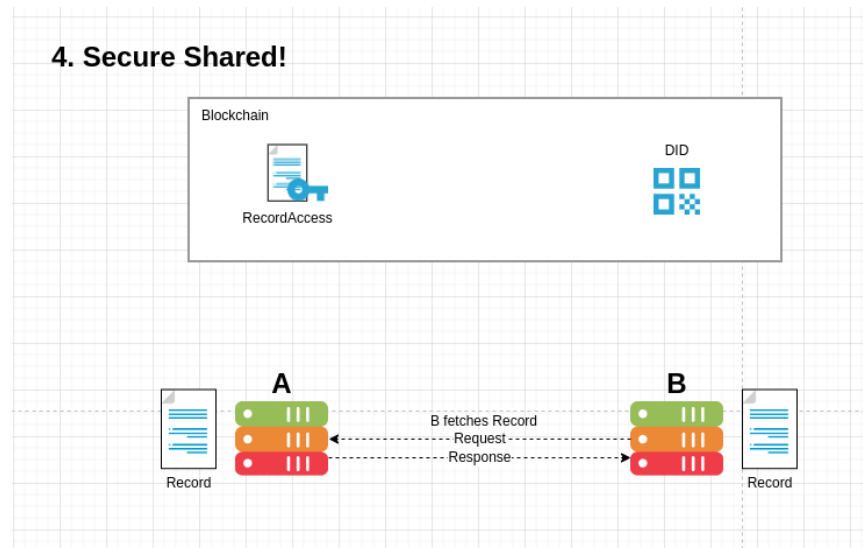 4. Secure Shared!
Blockchain
DID
RecordAccess
A
B
B fetches Record
Request
Response
Record
Record